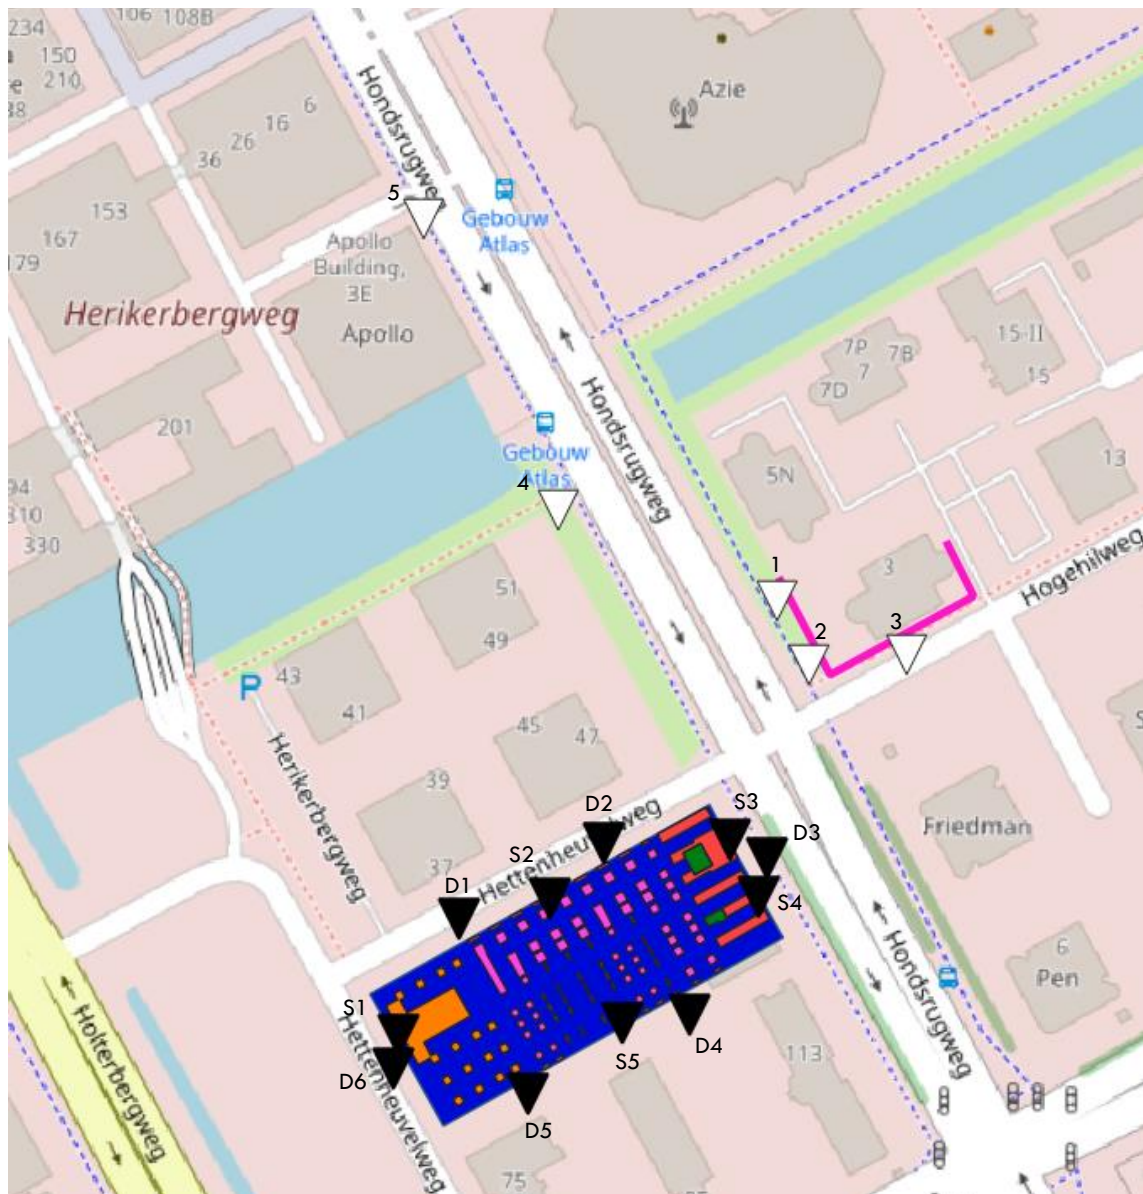 234
106 108B
150
210
38
Hondsrugweg
6
16
26
36
Azie
5
Gebouw
Atlas
153
167
179
Apollo
Building,
3E
Apollo
Herikerbergweg
15-II
15
7P
7B
7
7D
201
Gebouw
Atlas
4
Hondsrugweg
5N
13
94
310
330
51
49
1
3
2
3
Hogehilweg
P
43
41
45
47
Herikerbergweg
39
37
Hettenheuvelweg
D2
S3
D3
S2
D1
S4
Friedman
6
Pen
S1
D6
Hettenheuvelweg
S5
D4
D5
113
Hondsrugweg
Holterbergweg
75